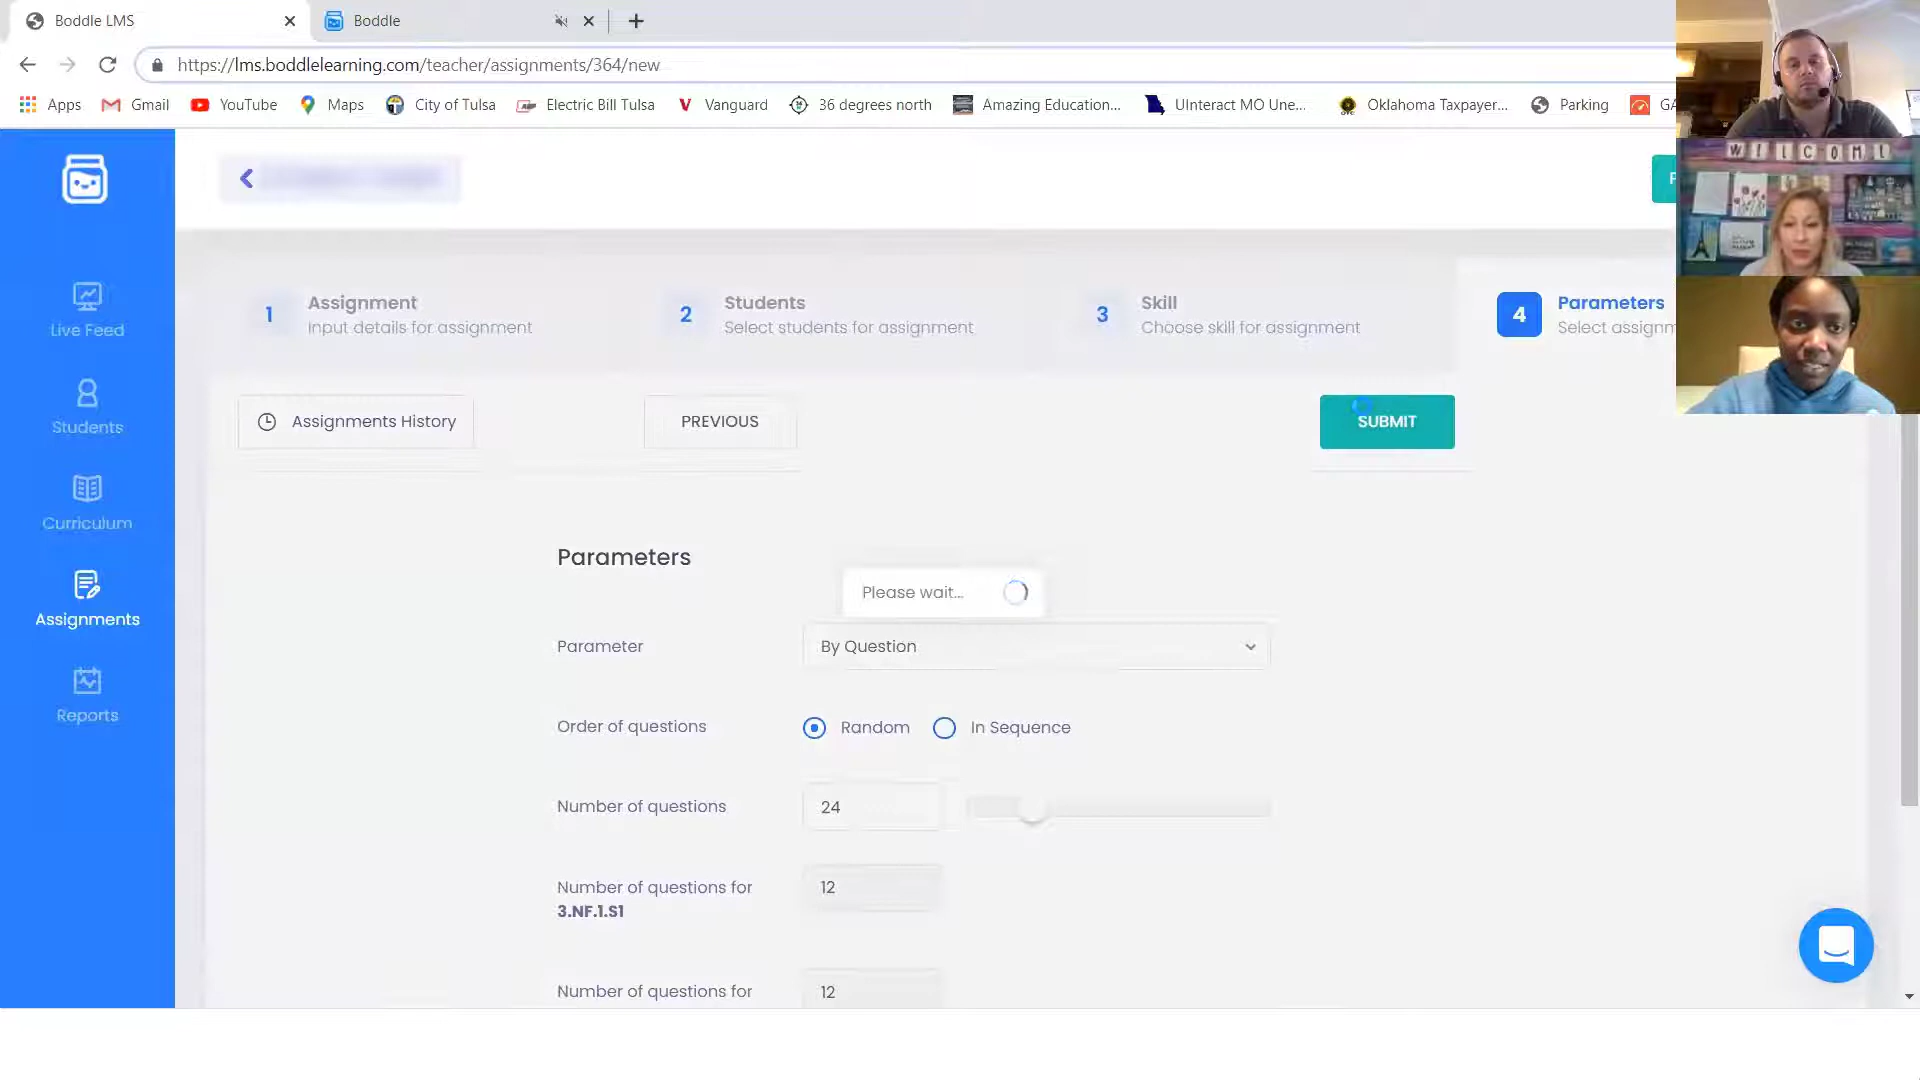 Boddle LMS
Boddle
https://lms.boddlelearning.com/teacher/assignments/364/new
Apps
Gmail
YouTube
Maps
City of Tulsa
Electric Bill Tulsa
Vanguard
36 degrees north
Amazing Education...
UInteract MO Une...
Oklahoma Taxpayer...
Parking
GA
WILCOML
1
Assignment
Input details for assignment
2
Students
Select students for assignment
3
Skill
Choose skill for assignment
4
Parameters
Select assignm
Live Feed
Students
Curriculum
Assignments
Reports
Assignments History
PREVIOUS
SUBMIT
Parameters
Please wait...
Parameter
By Question
Order of questions
Random
In Sequence
Number of questions
24
Number of questions for
3.NF.1.S1
12
Number of questions for
12